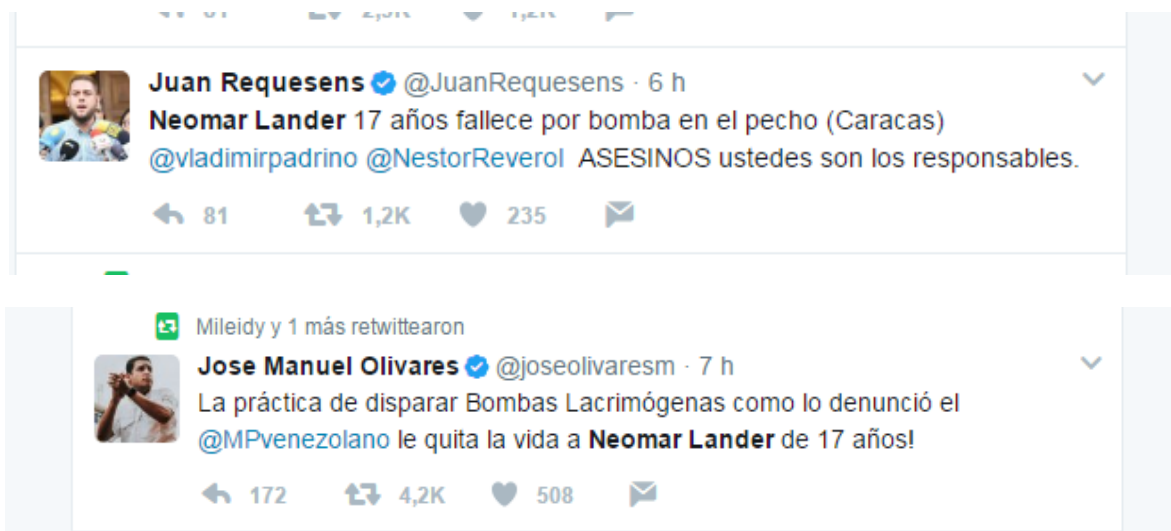 Juan Requesens @JuanRequesens · 6 h
Neomar Lander 17 años fallece por bomba en el pecho (Caracas)
@vladimirpadrino @NestorReverol ASESINOS ustedes son los responsables.
81 1,2K 235
Mileidy y 1 más retwittearon
Jose Manuel Olivares @joseolivaresm · 7 h
La práctica de disparar Bombas Lacrimógenas como lo denunció el
@MPvenezolano le quita la vida a Neomar Lander de 17 años!
172 4,2K 508